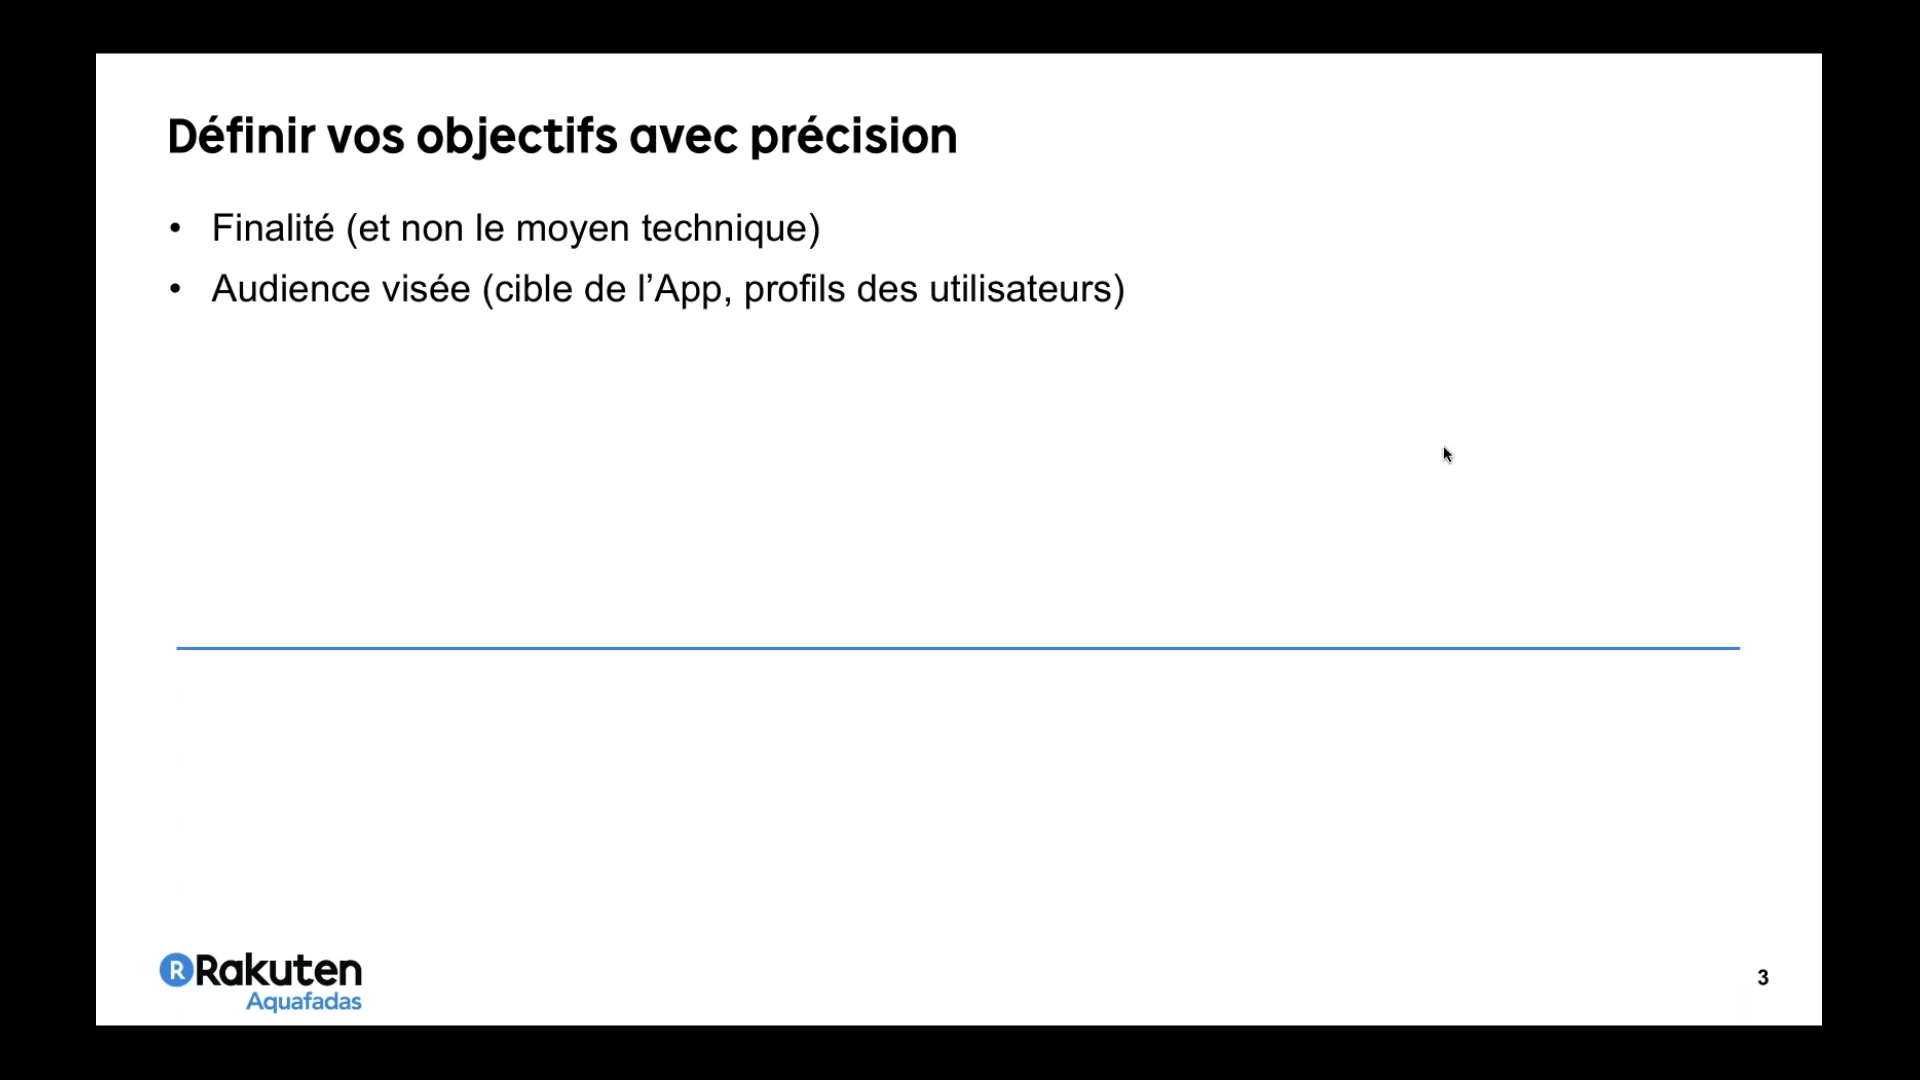 Définir vos objectifs avec précision
• Finalité (et non le moyen technique)
• Audience visée (cible de l’App, profils des utilisateurs)
R Rakuten
Aquafadas
3